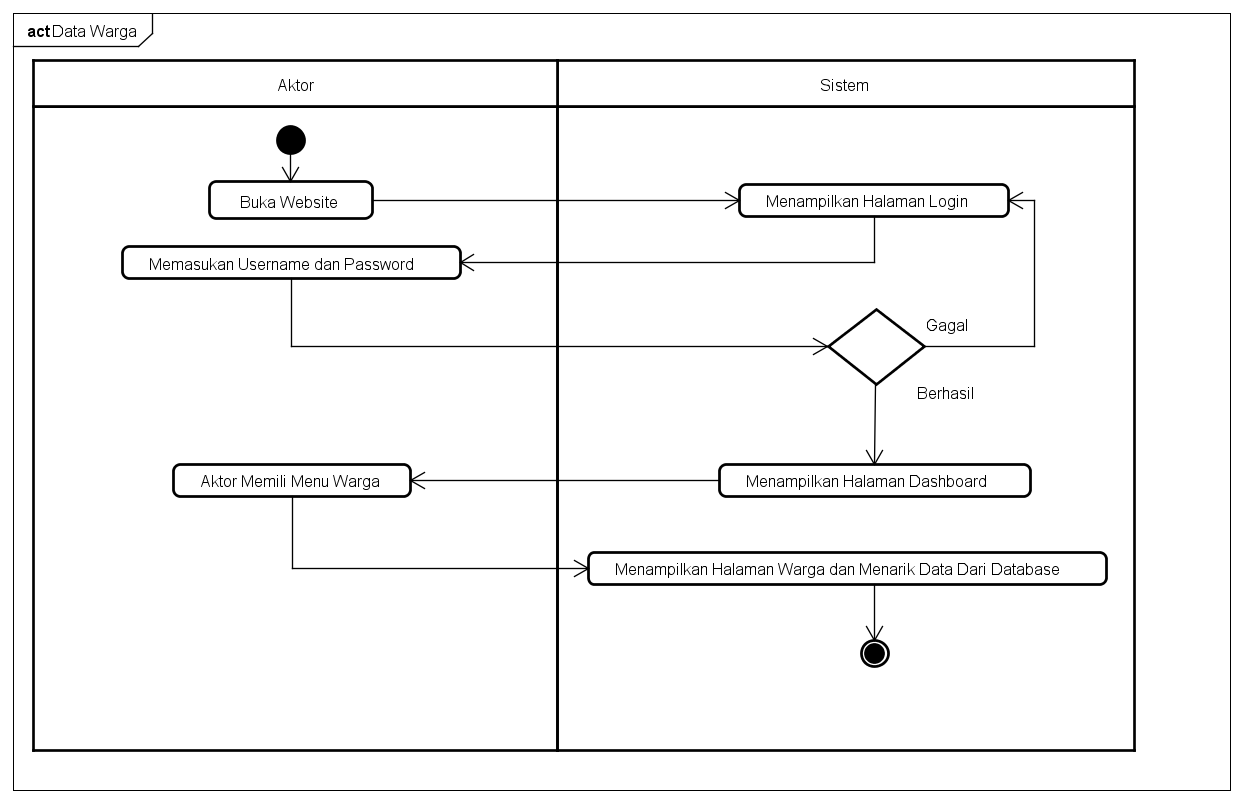 act Data Warga
Aktor
Sistem
Buka Website
Menampilkan Halaman Login
Memasukan Username dan Password
Gagal
Berhasil
Aktor Memili Menu Warga
Menampilkan Halaman Dashboard
Menampilkan Halaman Warga dan Menarik Data Dari Database